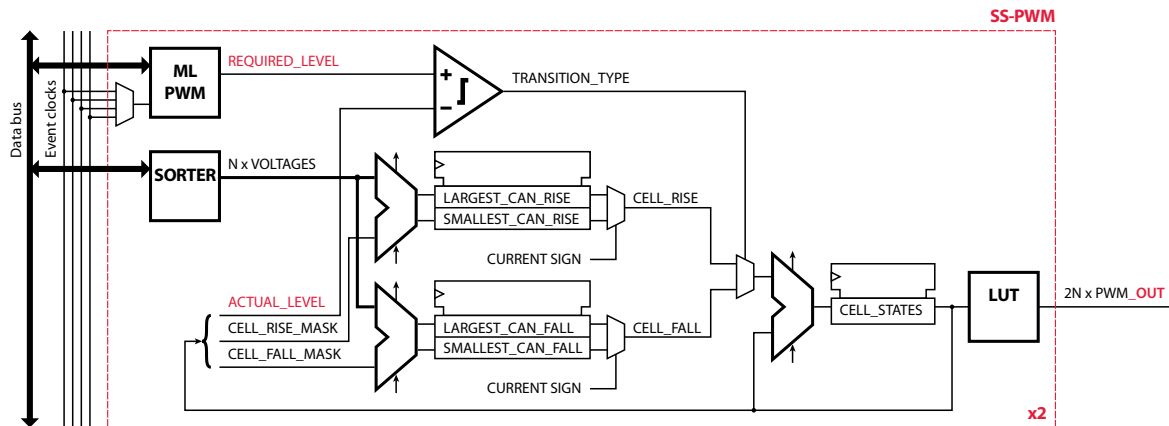 SS-PWM
Data bus
Event clocks
ML
PWM
REQUIRED_LEVEL
+
−
TRANSITION_TYPE
SORTER
N x VOLTAGES
LARGEST_CAN_RISE
SMALLEST_CAN_RISE
CELL_RISE
CURRENT SIGN
ACTUAL_LEVEL
CELL_RISE_MASK
CELL_FALL_MASK
LARGEST_CAN_FALL
SMALLEST_CAN_FALL
CELL_FALL
CURRENT SIGN
CELL_STATES
LUT
2N x PWM_OUT
x2